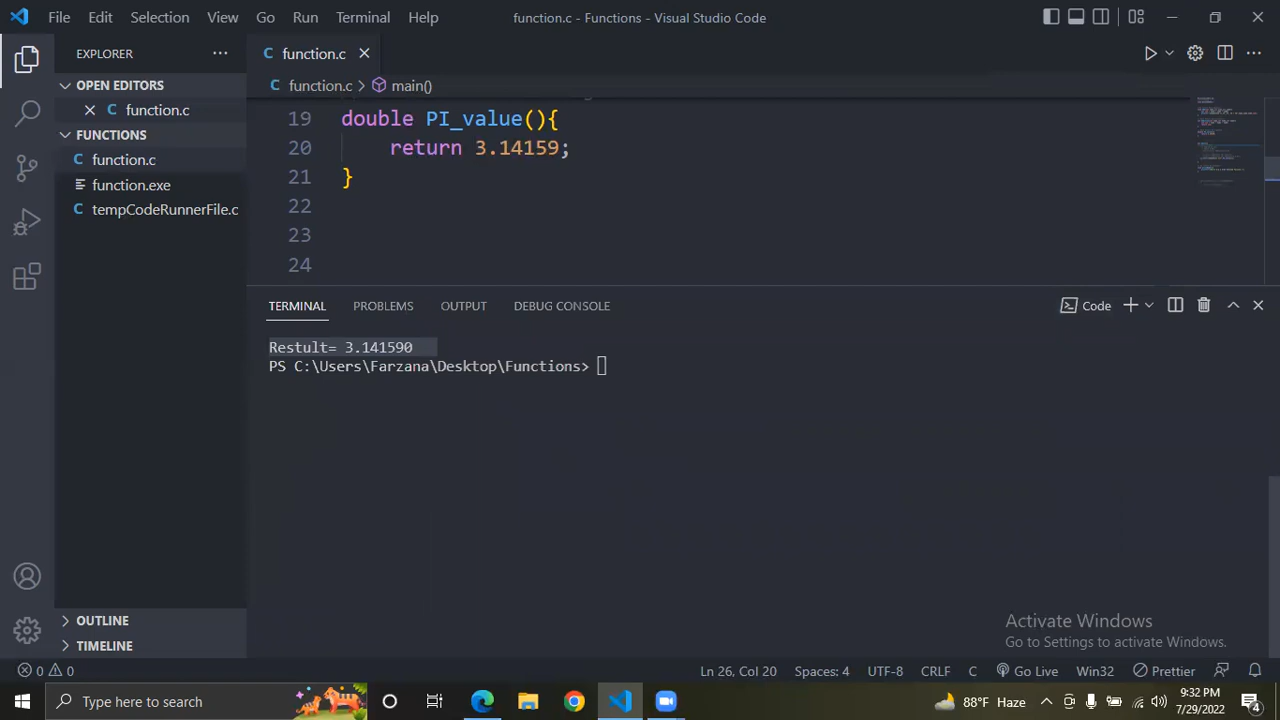 File Edit Selection View Go Run Terminal Help
function.c - Functions - Visual Studio Code
EXPLORER
OPEN EDITORS
function.c
FUNCTIONS
function.c
function.exe
tempCodeRunnerFile.c
OUTLINE
TIMELINE
function.c
function.c > main()
19 double PI_value(){
20 return 3.14159;
21 }
22
23
24
TERMINAL PROBLEMS OUTPUT DEBUG CONSOLE
Code
Restult= 3.141590
PS C:\Users\Farzana\Desktop\Functions>
Activate Windows
Go to Settings to activate Windows.
0 0
Ln 26, Col 20 Spaces: 4 UTF-8 CRLF C Go Live Win32 Prettier
Type here to search
88°F Haze
9:32 PM
7/29/2022
4